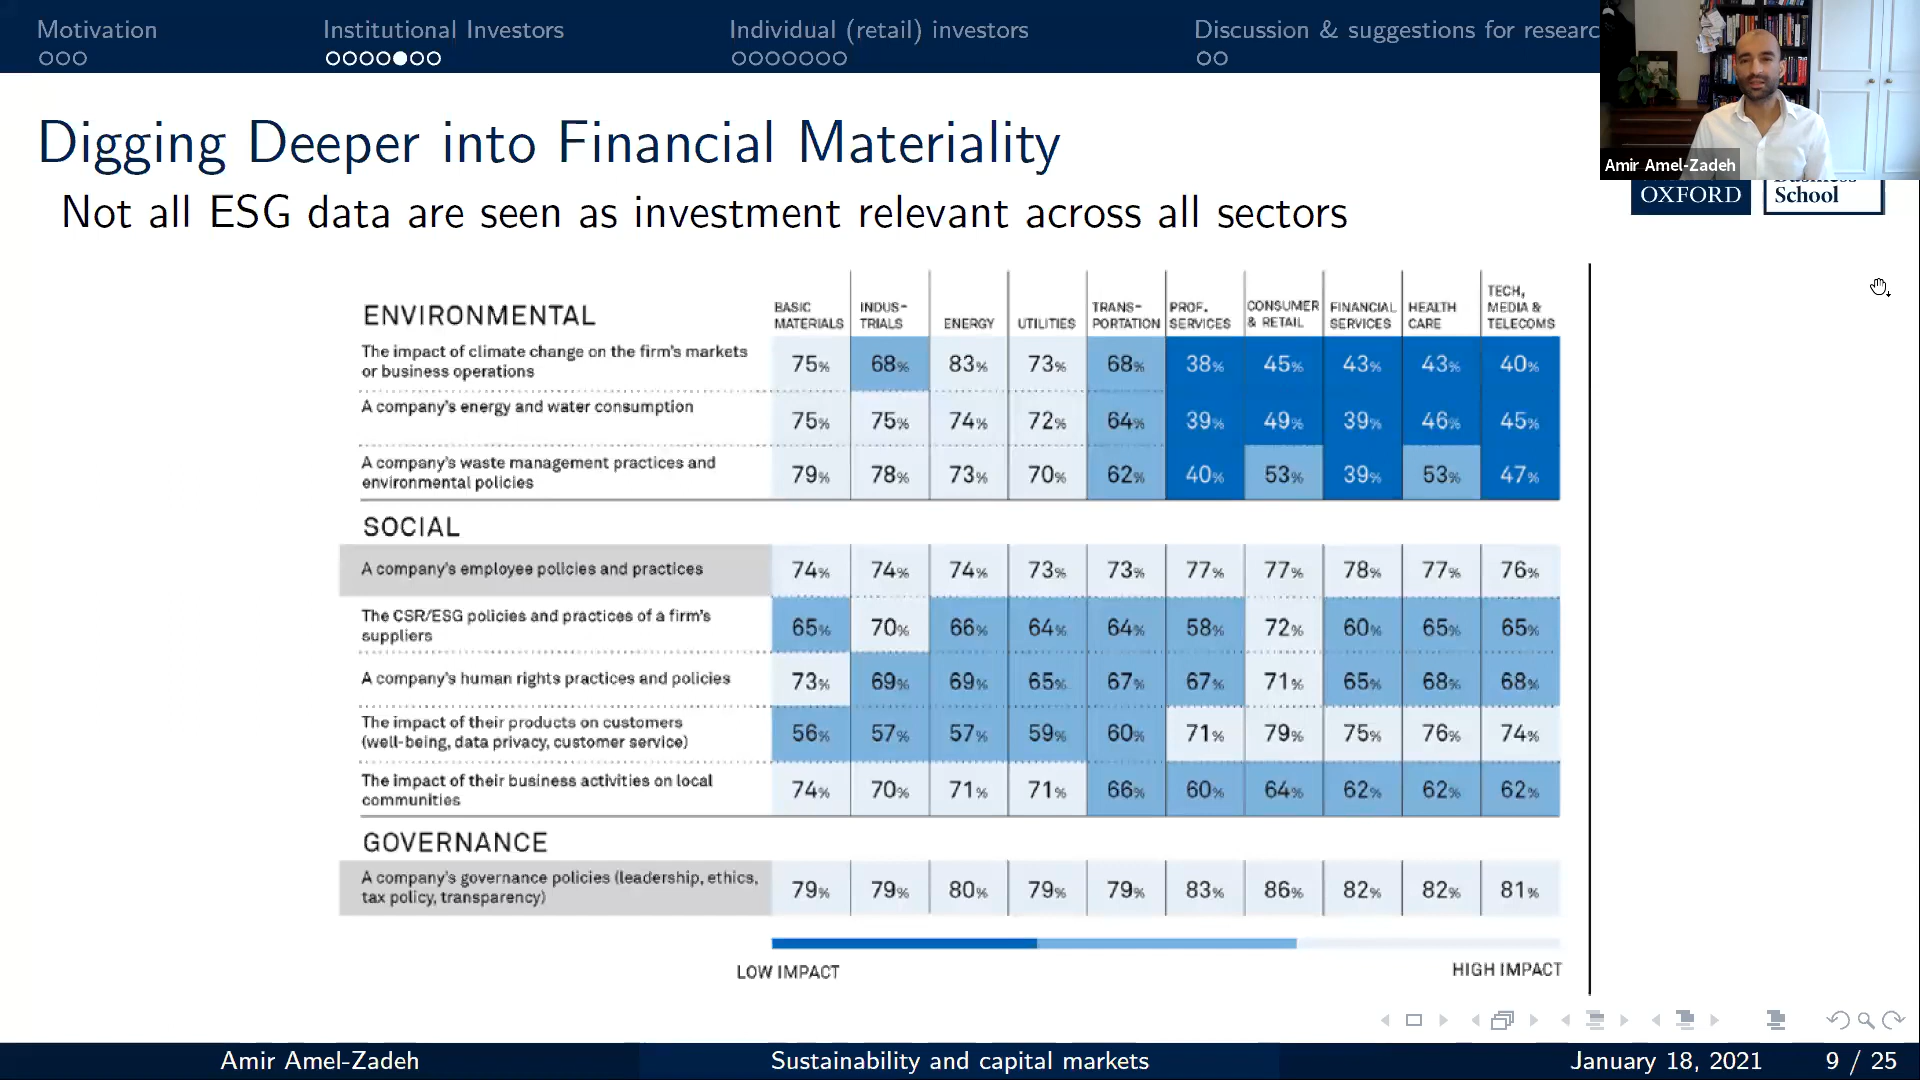 Motivation
Institutional Investors
Individual (retail) investors
Discussion & suggestions for researc
Amir Amel-Zadeh
Digging Deeper into Financial Materiality
Not all ESG data are seen as investment relevant across all sectors
OXFORD
Business
School
ENVIRONMENTAL
BASIC MATERIALS
INDUS-TRIALS
ENERGY
UTILITIES
TRANS-PORTATION
PROF. SERVICES
CONSUMER & RETAIL
FINANCIAL SERVICES
HEALTH CARE
TECH, MEDIA & TELECOMS
The impact of climate change on the firm's markets
or business operations
75% 68% 83% 73% 68% 38% 45% 43% 43% 40%
A company's energy and water consumption
75% 75% 74% 72% 64% 39% 49% 39% 46% 45%
A company's waste management practices and
environmental policies
79% 78% 73% 70% 62% 40% 53% 39% 53% 47%
SOCIAL
A company's employee policies and practices
74% 74% 74% 73% 73% 77% 77% 78% 77% 76%
The CSR/ESG policies and practices of a firm's
suppliers
65% 70% 66% 64% 64% 58% 72% 60% 65% 65%
A company's human rights practices and policies
73% 69% 69% 65% 67% 67% 71% 65% 68% 68%
The impact of their products on customers
(well-being, data privacy, customer service)
56% 57% 57% 59% 60% 71% 79% 75% 76% 74%
The impact of their business activities on local
communities
74% 70% 71% 71% 66% 60% 64% 62% 62% 62%
GOVERNANCE
A company's governance policies (leadership, ethics,
tax policy, transparency)
79% 79% 80% 79% 79% 83% 86% 82% 82% 81%
LOW IMPACT
HIGH IMPACT
Amir Amel-Zadeh
Sustainability and capital markets
January 18, 2021
9 / 25